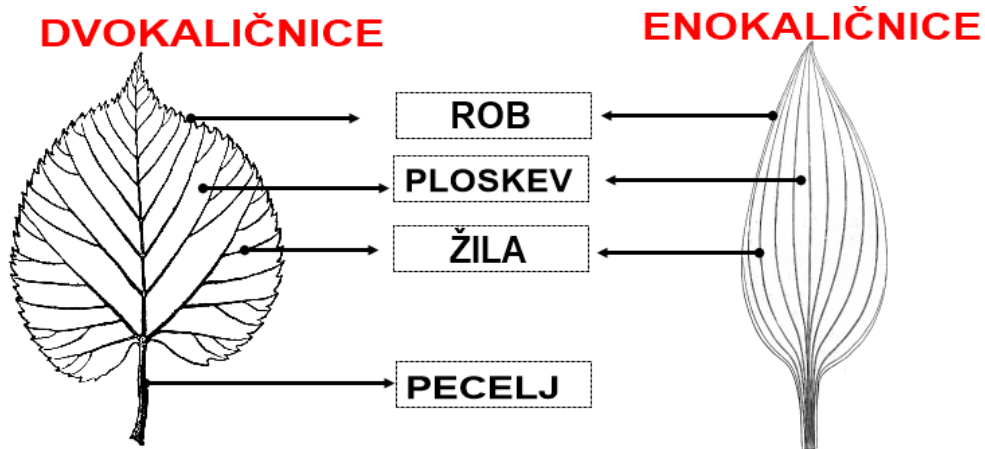 DVOKALIČNICE
ENOKALIČNICE
ROB
PLOSKEV
ŽILA
PECELJ